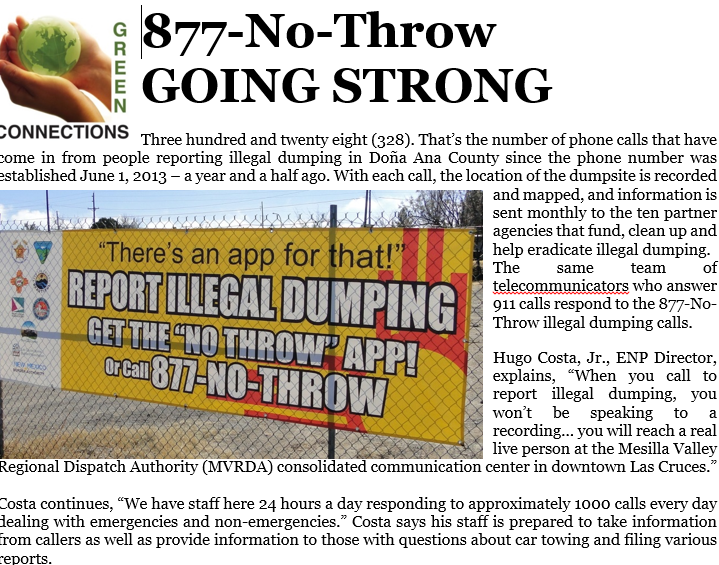 GREEN
CONNECTIONS
877-No-Throw
GOING STRONG
Three hundred and twenty eight (328). That’s the number of phone calls that have
come in from people reporting illegal dumping in Doña Ana County since the phone number was
established June 1, 2013 – a year and a half ago. With each call, the location of the dumpsite is recorded
and mapped, and information is
sent monthly to the ten partner
agencies that fund, clean up and
help eradicate illegal dumping.
The same team of
telecommunicators who answer
911 calls respond to the 877-No-
Throw illegal dumping calls.
“There’s an app for that!”
REPORT ILLEGAL DUMPING
GET THE “NO THROW” APP!
Or Call 877-NO-THROW
NEW MEXICO
Hugo Costa, Jr., ENP Director,
explains, “When you call to
report illegal dumping, you
won’t be speaking to a
recording… you will reach a real
live person at the Mesilla Valley
Regional Dispatch Authority (MVRDA) consolidated communication center in downtown Las Cruces.”
Costa continues, “We have staff here 24 hours a day responding to approximately 1000 calls every day
dealing with emergencies and non-emergencies.” Costa says his staff is prepared to take information
from callers as well as provide information to those with questions about car towing and filing various
reports.